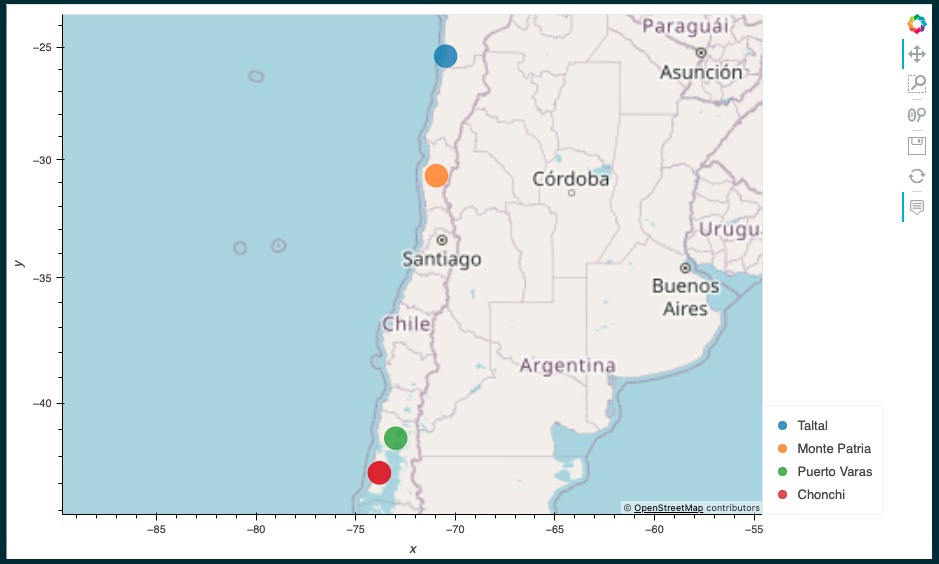 −25
−30
−35
−40
y
Paraguái
Asunción
Córdoba
Urugu
Santiago
Buenos
Aires
Chile
Argentina
© OpenStreetMap contributors
−85
−80
−75
−70
−65
−60
−55
x
Taltal
Monte Patria
Puerto Varas
Chonchi